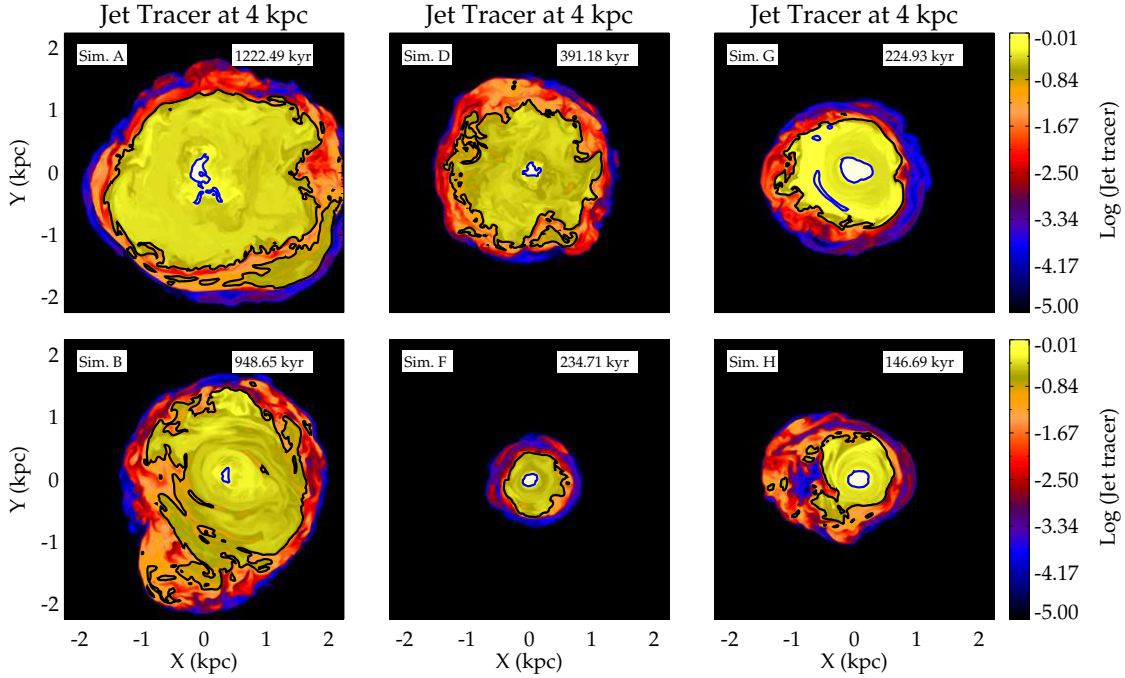 Jet Tracer at 4 kpc Jet Tracer at 4 kpc Jet Tracer at 4 kpc
Sim. A 1222.49 kyr Sim. D 391.18 kyr Sim. G 224.93 kyr
2
1
0
-1
-2
Y (kpc)
-0.01
-0.84
-1.67
-2.50
-3.34
-4.17
-5.00
Log (Jet tracer)
Sim. B 948.65 kyr Sim. F 234.71 kyr Sim. H 146.69 kyr
2
1
0
-1
-2
Y (kpc)
-0.01
-0.84
-1.67
-2.50
-3.34
-4.17
-5.00
Log (Jet tracer)
-2 -1 0 1 2 -2 -1 0 1 2 -2 -1 0 1 2
X (kpc) X (kpc) X (kpc)